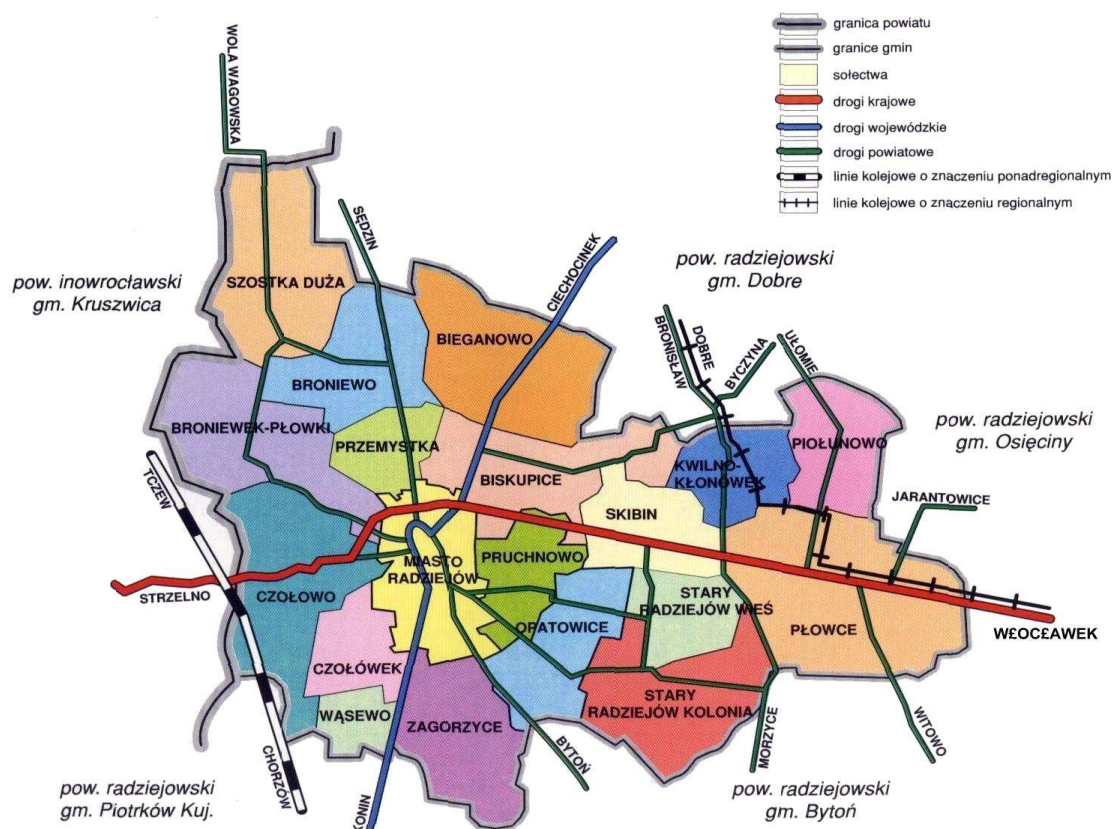 granica powiatu
granice gmin
sołectwa
drogi krajowe
drogi wojewódzkie
drogi powiatowe
linie kolejowe o znaczeniu ponadregionalnym
linie kolejowe o znaczeniu regionalnym
WOLA WAGOWSKA
SĘDZIN
CIECHOCINEK
pow. inowrocławski
gm. Kruszwica
pow. radziejowski
gm. Dobre
SZOSTKA DUŻA
BIEGANOWO
BRONISŁAW
DOBRE
BYCZYNA
UŁOMIE
BRONIEWO
BRONIEWEK-PŁOWKI
PRZEMYSTKA
BISKUPICE
KWILNO-
KŁONÓWEK
PIOŁUNOWO
pow. radziejowski
gm. Osięciny
TCZEW
JARANTOWICE
SKIBIN
MIASTO
RADZIEJÓW
PRUCHNOWO
STRZELNO
CZOŁOWO
STARY
RADZIEJÓW WIEŚ
OPATOWICE
PŁOWCE
W£OC£AWEK
CZOŁÓWEK
STARY
RADZIEJÓW KOLONIA
WĄSEWO
ZAGORZYCE
CHORZÓW
BYTOŃ
MORZYCE
WITOWO
KONIN
pow. radziejowski
gm. Piotrków Kuj.
pow. radziejowski
gm. Bytoń